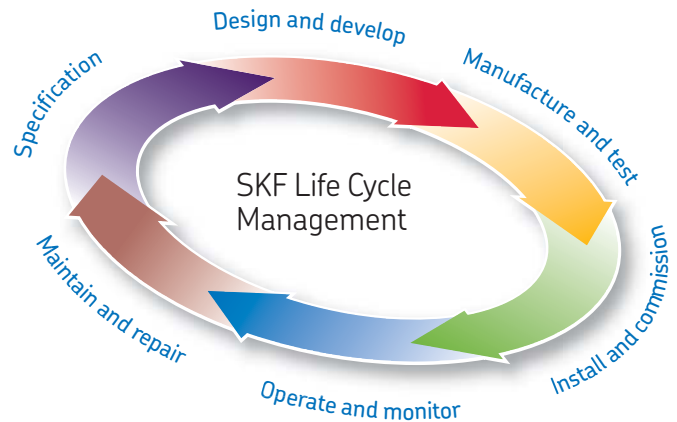 Design and develop
Manufacture and test
Specification
SKF Life Cycle
Management
Install and commission
Maintain and repair
Operate and monitor